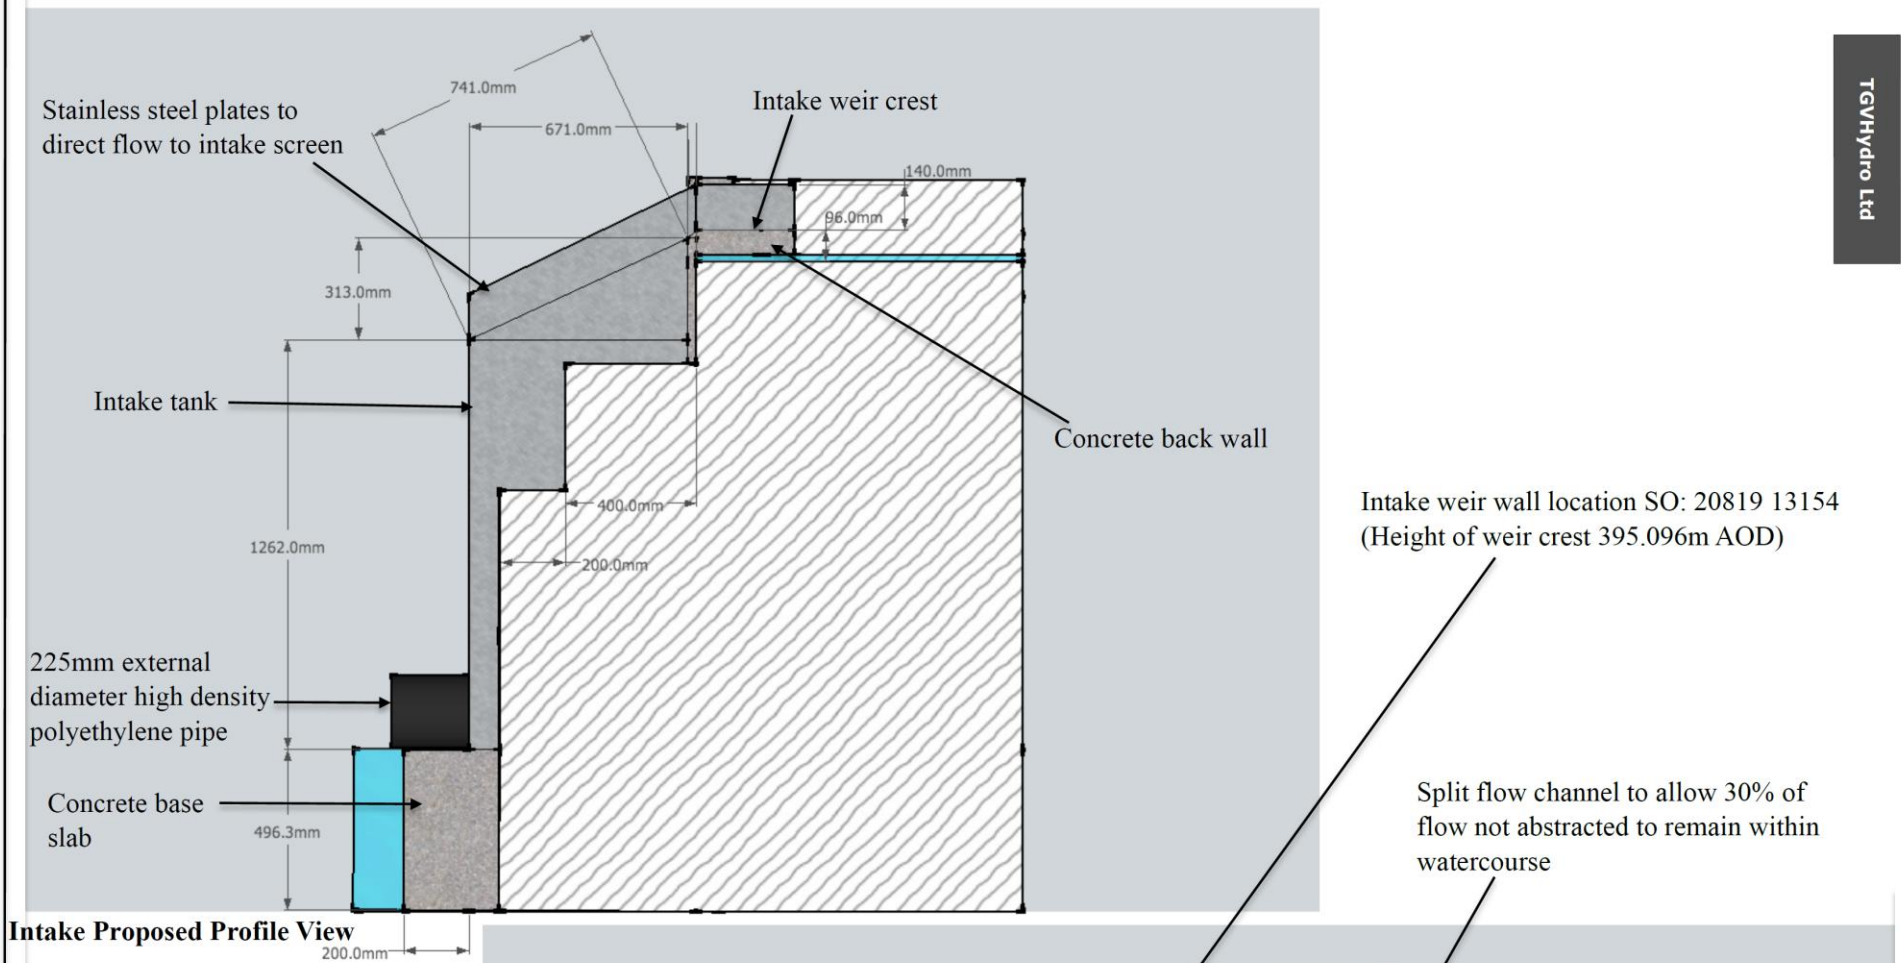 741.0mm
Stainless steel plates to
direct flow to intake screen
671.0mm
Intake weir crest
140.0mm
96.0mm
TGVHydro Ltd
313.0mm
Intake tank
Concrete back wall
400.0mm
1262.0mm
200.0mm
Intake weir wall location SO: 20819 13154
(Height of weir crest 395.096m AOD)
225mm external
diameter high density
polyethylene pipe
Concrete base
slab
496.3mm
Split flow channel to allow 30% of
flow not abstracted to remain within
watercourse
Intake Proposed Profile View
200.0mm